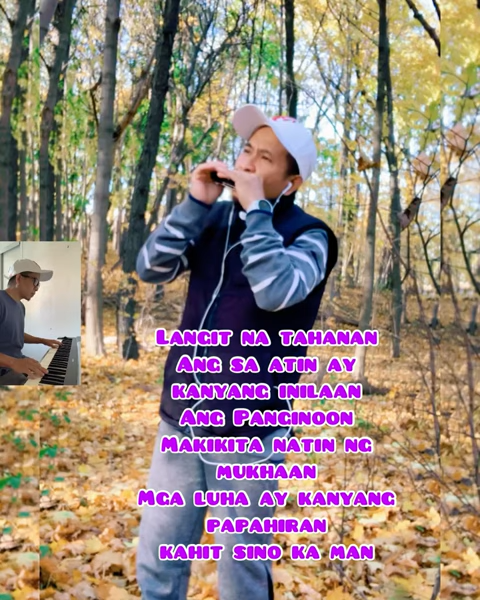 Langit na tahanan
Ang sa atin ay
kanyang inilaan
Ang Panginoon
Makikita natin ng
mukhaan
Mga luha ay kanyang
papahiran
kahit sino ka man